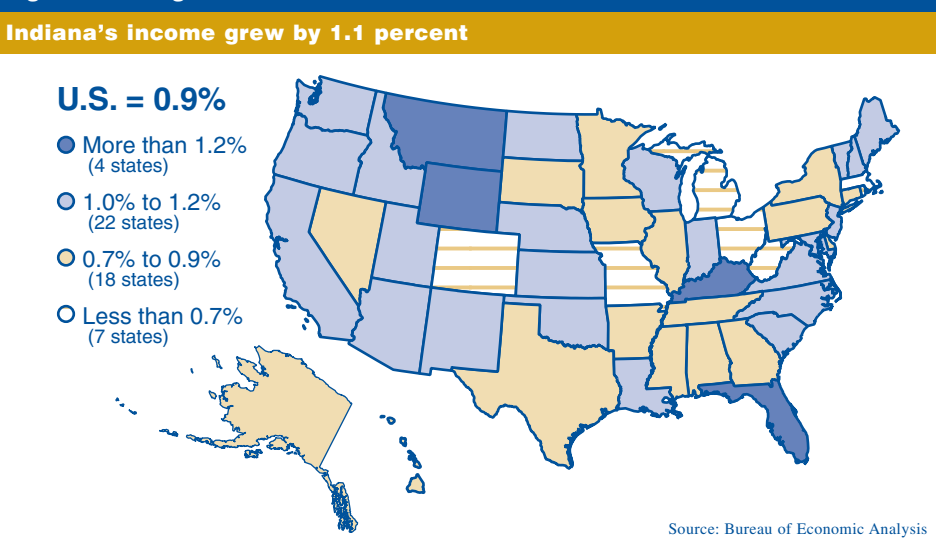 Indiana’s income grew by 1.1 percent
U.S. = 0.9%
More than 1.2%
(4 states)
1.0% to 1.2%
(22 states)
0.7% to 0.9%
(18 states)
Less than 0.7%
(7 states)
Source: Bureau of Economic Analysis